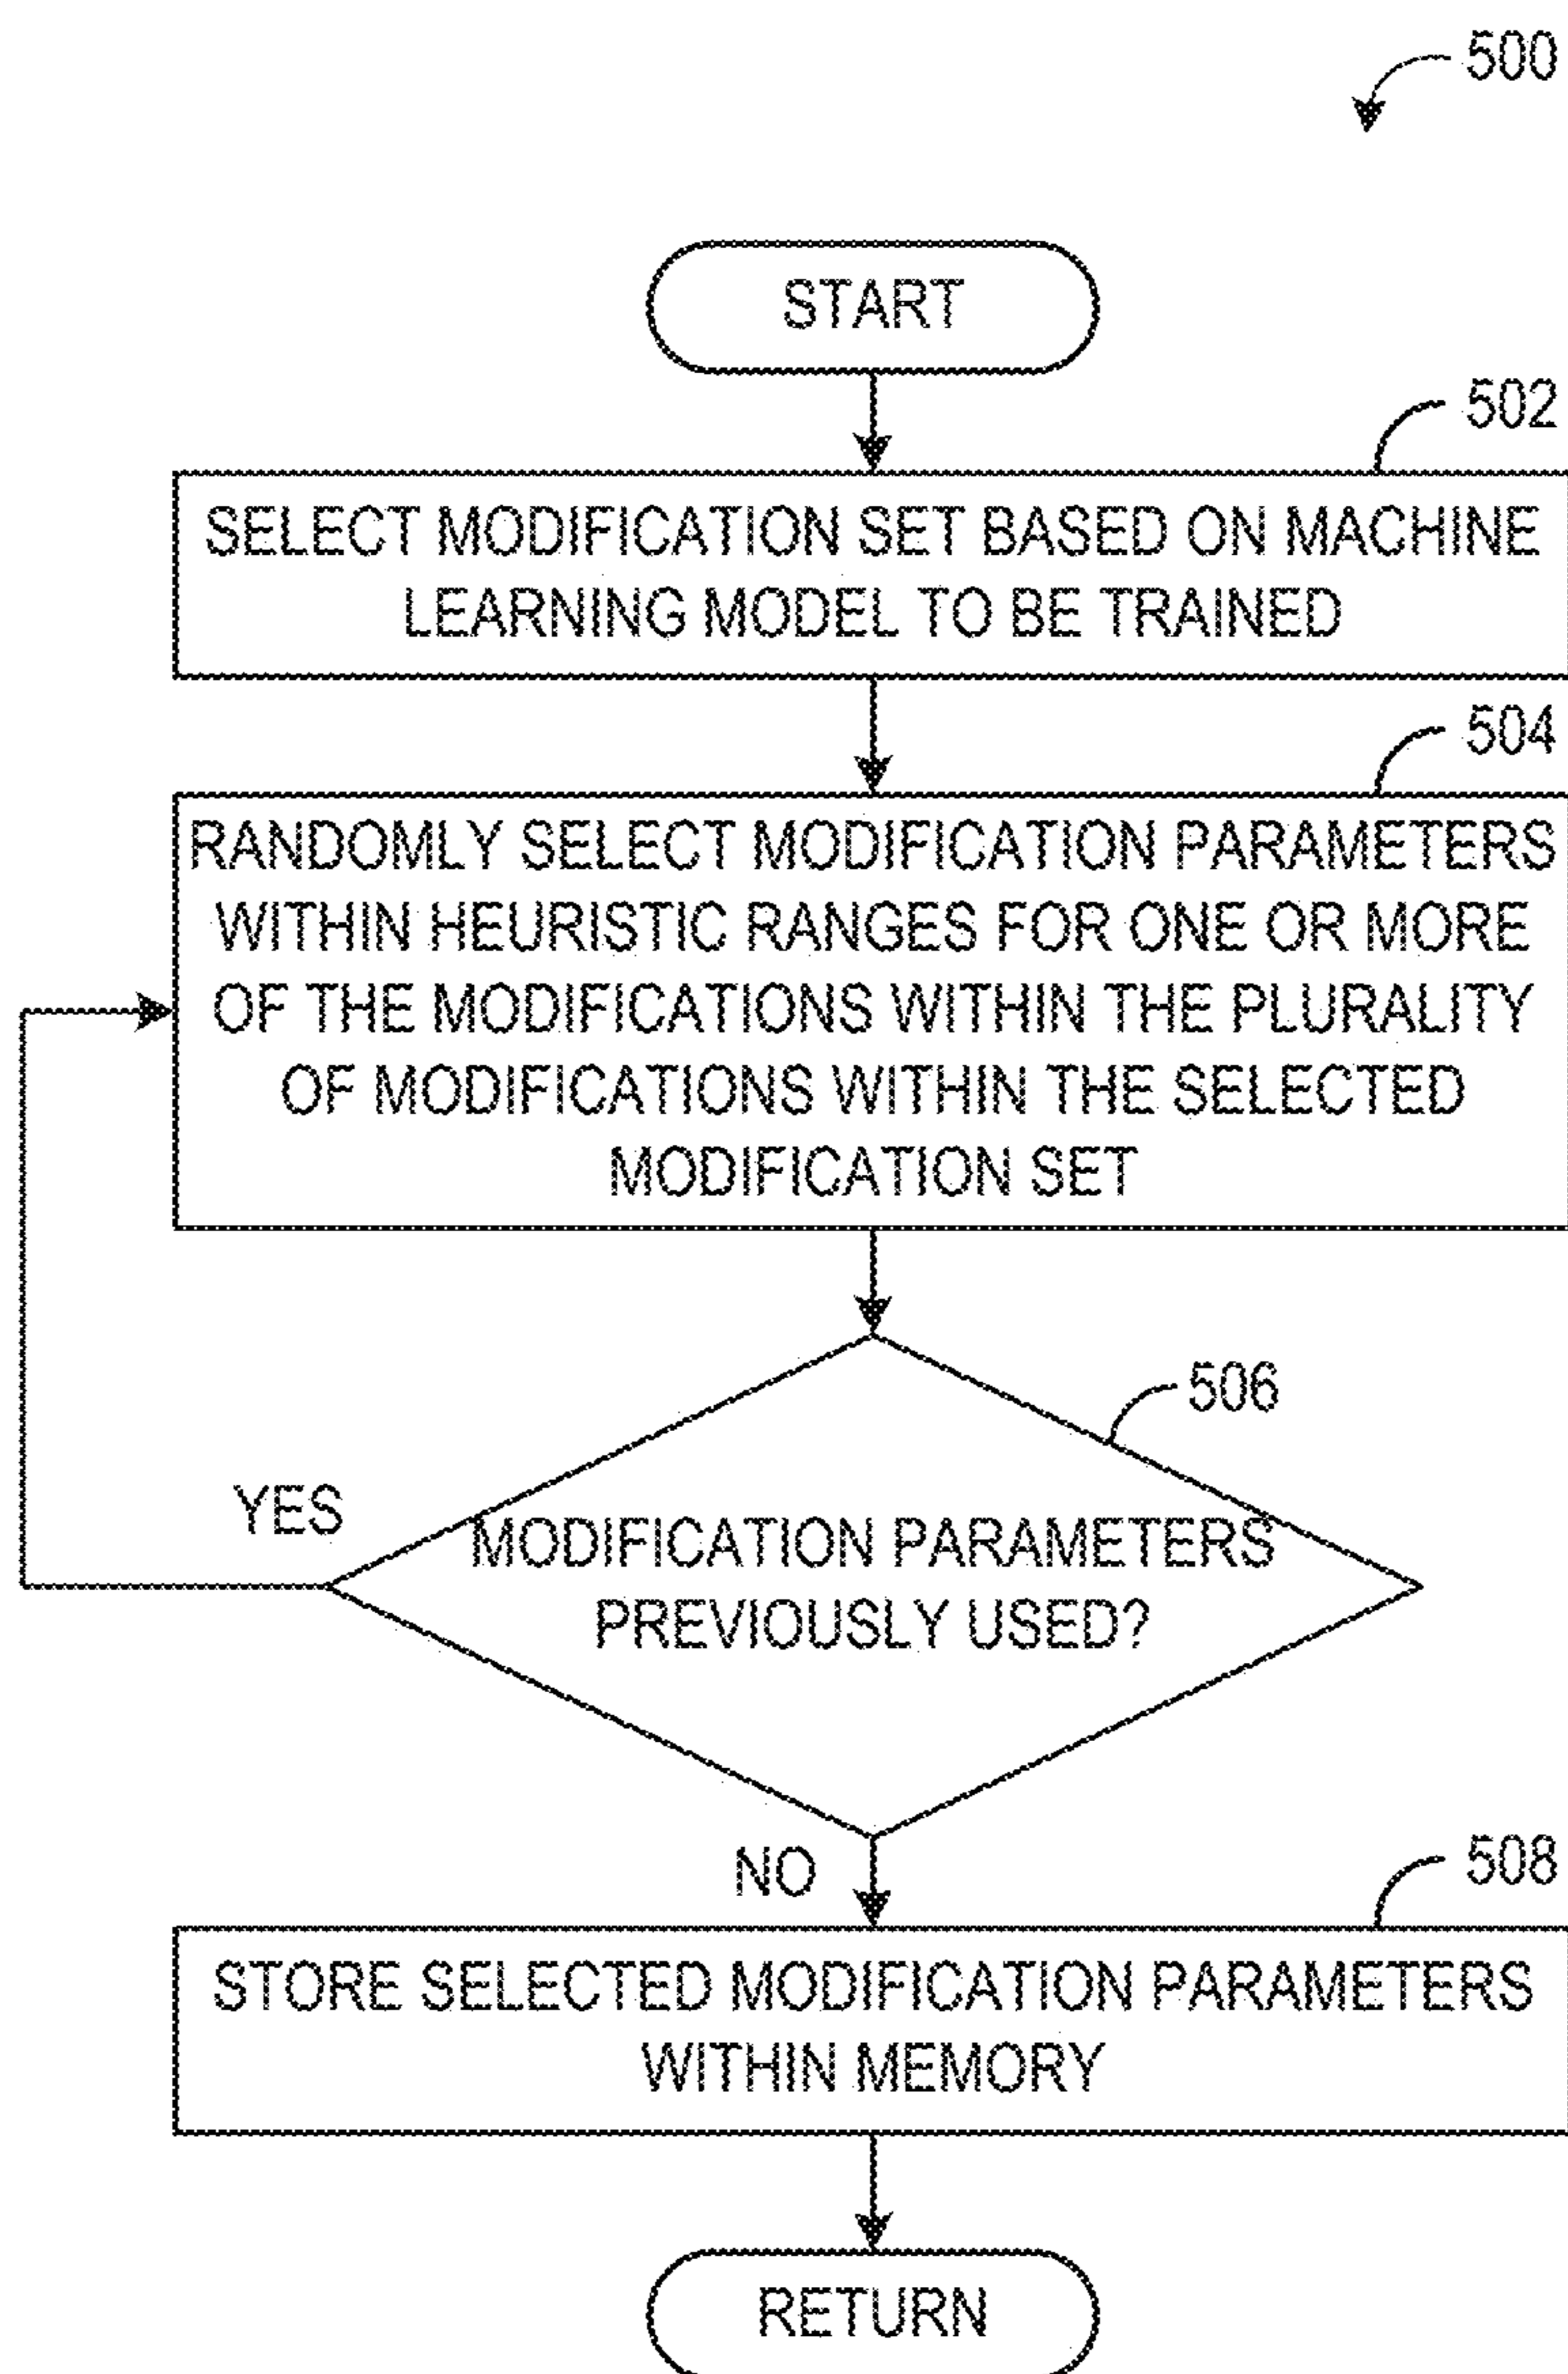 500
START
502
SELECT MODIFICATION SET BASED ON MACHINE
LEARNING MODEL TO BE TRAINED
504
RANDOMLY SELECT MODIFICATION PARAMETERS
WITHIN HEURISTIC RANGES FOR ONE OR MORE
OF THE MODIFICATIONS WITHIN THE PLURALITY
OF MODIFICATIONS WITHIN THE SELECTED
MODIFICATION SET
506
YES
MODIFICATION PARAMETERS
PREVIOUSLY USED?
NO
508
STORE SELECTED MODIFICATION PARAMETERS
WITHIN MEMORY
RETURN